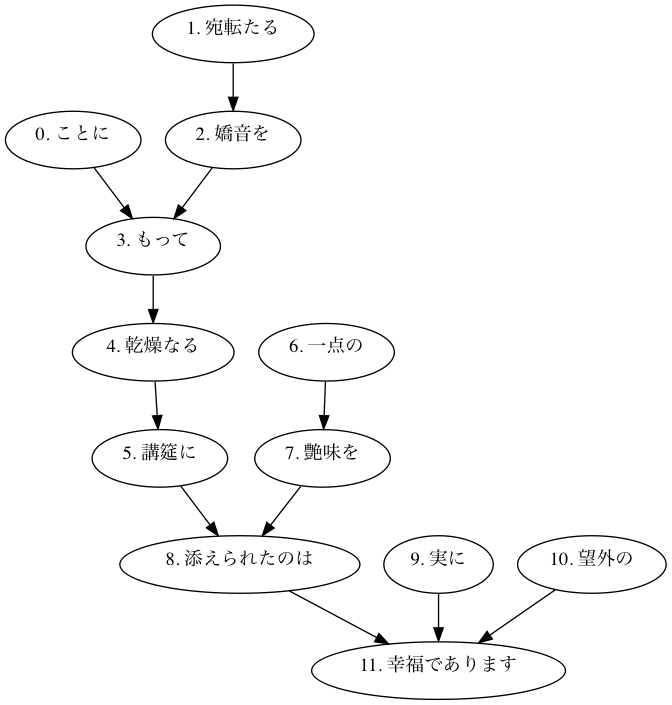 1. 宛転たる
0. ことに
2. 嬌音を
3. もって
4. 乾燥なる
6. 一点の
5. 講筵に
7. 艶味を
8. 添えられたのは
9. 実に
10. 望外の
11. 幸福であります